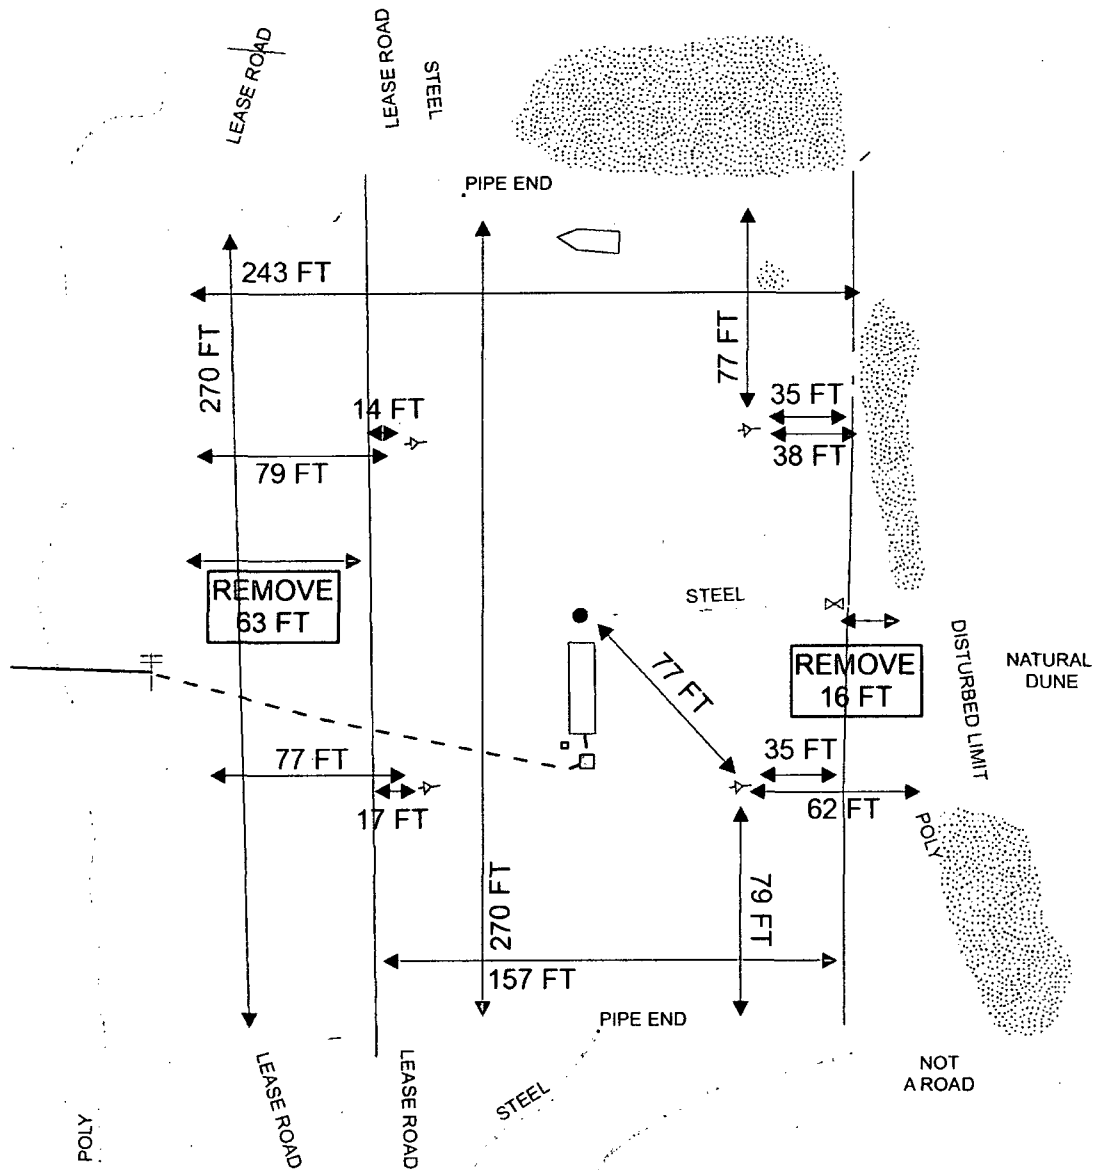 LEASE ROAD
LEASE ROAD
STEEL
PIPE END
243 FT
270 FT
77 FT
14 FT
35 FT
79 FT
38 FT
REMOVE
63 FT
STEEL
77 FT
REMOVE
16 FT
DISTURBED LIMIT
NATURAL
DUNE
77 FT
35 FT
17 FT
62 FT
POLY
270 FT
79 FT
157 FT
PIPE END
LEASE ROAD
LEASE ROAD
STEEL
NOT
A ROAD
POLY